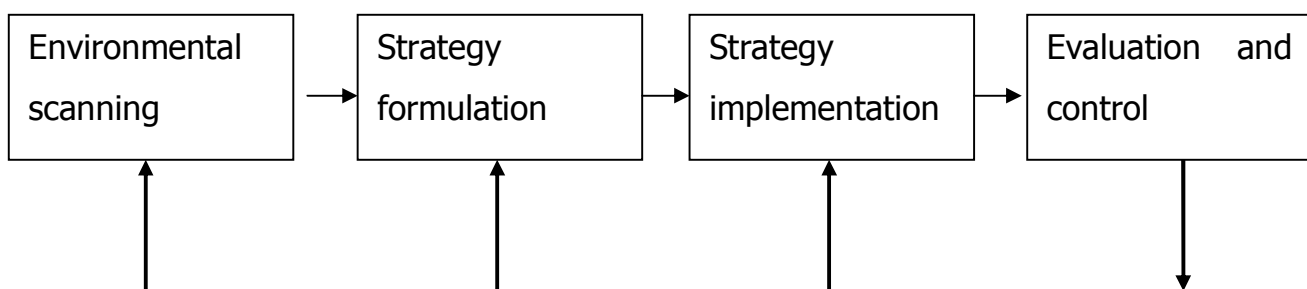 Environmental
scanning
Strategy
formulation
Strategy
implementation
Evaluation and
control